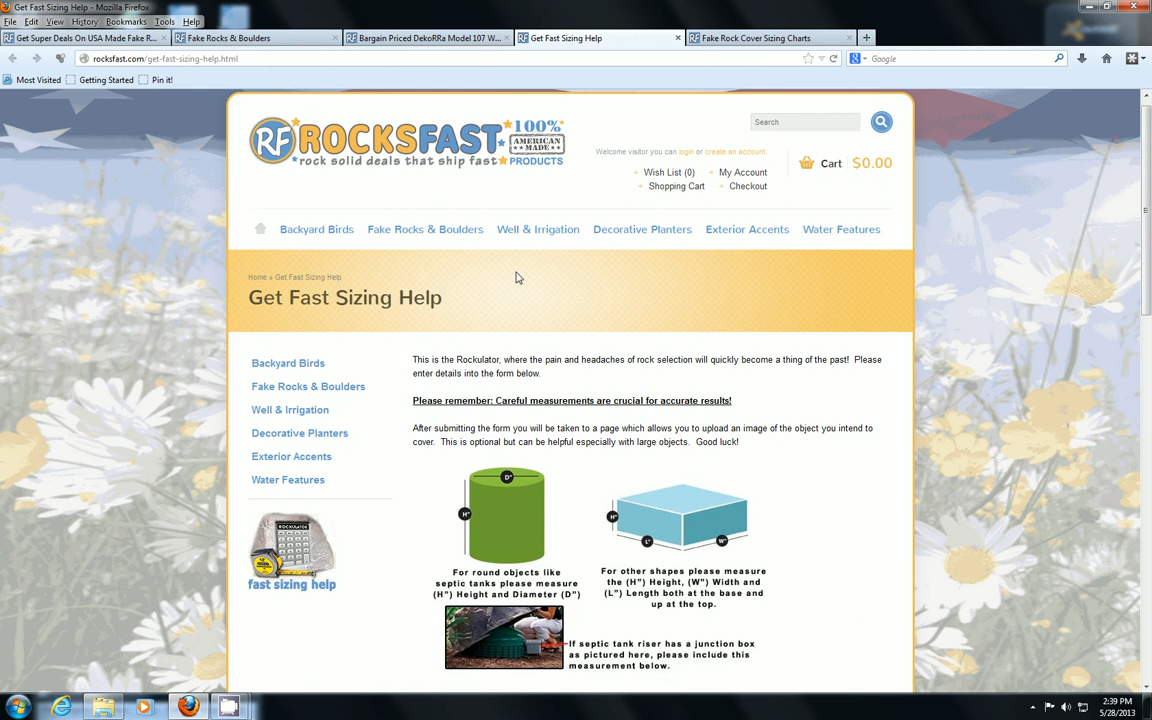 Get Fast Sizing Help - Mozilla Firefox
File Edit View History Bookmarks Tools Help
Get Super Deals On USA Made Fake R...
Fake Rocks & Boulders
Bargain Priced DekoRRa Model 107 W...
Get Fast Sizing Help
Fake Rock Cover Sizing Charts
rocksfast.com/get-fast-sizing-help.html
Google
Most Visited Getting Started Pin it!
RF ROCKSFAST 100% AMERICAN MADE PRODUCTS
rock solid deals that ship fast
Search
Welcome visitor you can login or create an account.
Cart $0.00
Wish List (0) My Account
Shopping Cart Checkout
Backyard Birds Fake Rocks & Boulders Well & Irrigation Decorative Planters Exterior Accents Water Features
Home » Get Fast Sizing Help
Get Fast Sizing Help
Backyard Birds
Fake Rocks & Boulders
Well & Irrigation
Decorative Planters
Exterior Accents
Water Features
ROCKULATOR
fast sizing help
This is the Rockulator, where the pain and headaches of rock selection will quickly become a thing of the past! Please
enter details into the form below.
Please remember: Careful measurements are crucial for accurate results!
After submitting the form you will be taken to a page which allows you to upload an image of the object you intend to
cover. This is optional but can be helpful especially with large objects. Good luck!
D"
H"
H"
L"
W"
For round objects like
septic tanks please measure
(H") Height and Diameter (D")
For other shapes please measure
the (H") Height, (W") Width and
(L") Length both at the base and
up at the top.
If septic tank riser has a junction box
as pictured here, please include this
measurement below.
2:39 PM
5/28/2013